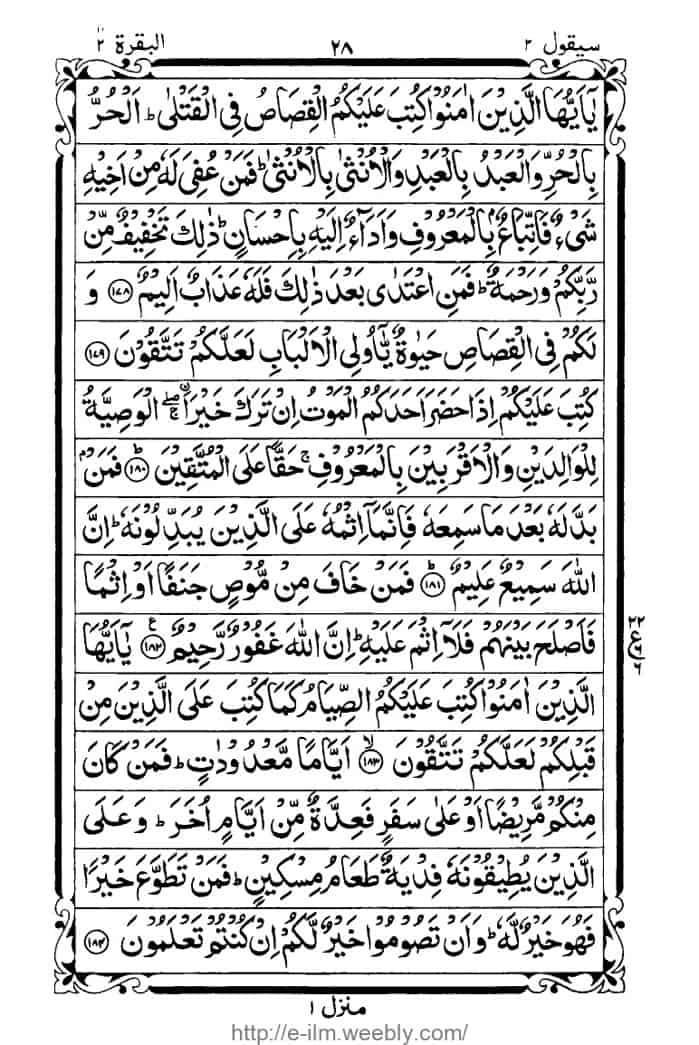 سيقول ٢ ٢٨ البقرة ٢
يٰٓاَيُّهَا الَّذِيْنَ اٰمَنُوْا كُتِبَ عَلَيْكُمُ الْقِصَاصُ فِى الْقَتْلٰىؕ اَلْحُرُّ
بِالْحُرِّ وَالْعَبْدُ بِالْعَبْدِ وَالْاُنْثٰى بِالْاُنْثٰىؕ فَمَنْ عُفِىَ لَهٗ مِنْ اَخِيْهِ
شَىْءٌ فَاتِّبَاعٌۢ بِالْمَعْرُوْفِ وَاَدَآءٌ اِلَيْهِ بِاِحْسَانٍؕ ذٰلِكَ تَخْفِيْفٌ مِّنْ
رَّبِّكُمْ وَرَحْمَةٌؕ فَمَنِ اعْتَدٰى بَعْدَ ذٰلِكَ فَلَهٗ عَذَابٌ اَلِيْمٌ ﴿١٧٨﴾ وَ
لَكُمْ فِى الْقِصَاصِ حَيٰوةٌ يّٰٓاُولِى الْاَلْبَابِ لَعَلَّكُمْ تَتَّقُوْنَ ﴿١٧٩﴾
كُتِبَ عَلَيْكُمْ اِذَا حَضَرَ اَحَدَكُمُ الْمَوْتُ اِنْ تَرَكَ خَيْرَاۖۚ اۨلْوَصِيَّةُ
لِلْوَالِدَيْنِ وَالْاَقْرَبِيْنَ بِالْمَعْرُوْفِۚ حَقًّا عَلَى الْمُتَّقِيْنَؕ ﴿١٨٠﴾ فَمَنْۢ
بَدَّلَهٗ بَعْدَ مَا سَمِعَهٗ فَاِنَّمَآ اِثْمُهٗ عَلَى الَّذِيْنَ يُبَدِّلُوْنَهٗؕ اِنَّ
اللّٰهَ سَمِيْعٌ عَلِيْمٌؕ ﴿١٨١﴾ فَمَنْ خَافَ مِنْ مُّوْصٍ جَنَفًا اَوْ اِثْمًا
فَاَصْلَحَ بَيْنَهُمْ فَلَآ اِثْمَ عَلَيْهِؕ اِنَّ اللّٰهَ غَفُوْرٌ رَّحِيْمٌ ﴿١٨٢﴾ع يٰٓاَيُّهَا
٢٢ ع ٦ ٦
الَّذِيْنَ اٰمَنُوْا كُتِبَ عَلَيْكُمُ الصِّيَامُ كَمَا كُتِبَ عَلَى الَّذِيْنَ مِنْ
قَبْلِكُمْ لَعَلَّكُمْ تَتَّقُوْنَۙ ﴿١٨٣﴾ اَيَّامًا مَّعْدُوْدٰتٍؕ فَمَنْ كَانَ
مِنْكُمْ مَّرِيْضًا اَوْ عَلٰى سَفَرٍ فَعِدَّةٌ مِّنْ اَيَّامٍ اُخَرَؕ وَعَلَى
الَّذِيْنَ يُطِيْقُوْنَهٗ فِدْيَةٌ طَعَامُ مِسْكِيْنٍؕ فَمَنْ تَطَوَّعَ خَيْرًا
فَهُوَ خَيْرٌ لَّهٗؕ وَاَنْ تَصُوْمُوْا خَيْرٌ لَّكُمْ اِنْ كُنْتُمْ تَعْلَمُوْنَ ﴿١٨٤﴾
منزل ١
http://e-ilm.weebly.com/